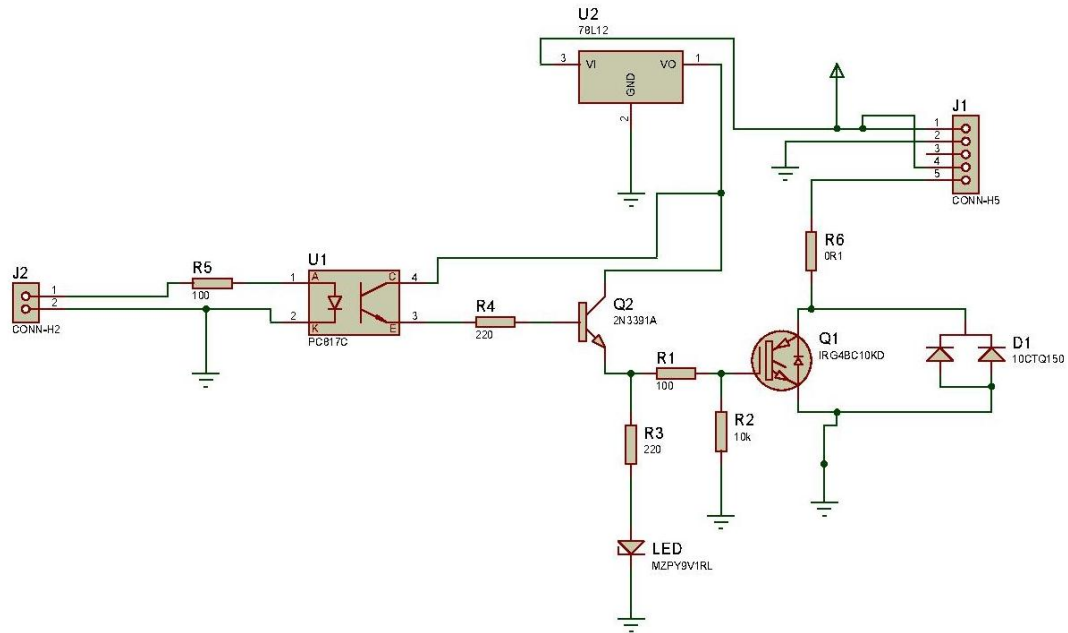 U2
78L12
3
VI
VO
1
GND
2
J1
1
2
3
4
5
CONN-H5
R6
0R1
J2
1
2
CONN-H2
R5
100
U1
1
A
C
4
2
K
E
3
PC817C
R4
220
Q2
2N3391A
R1
100
Q1
IRG4BC10KD
D1
10CTQ150
R3
220
R2
10k
LED
MZPY9V1RL